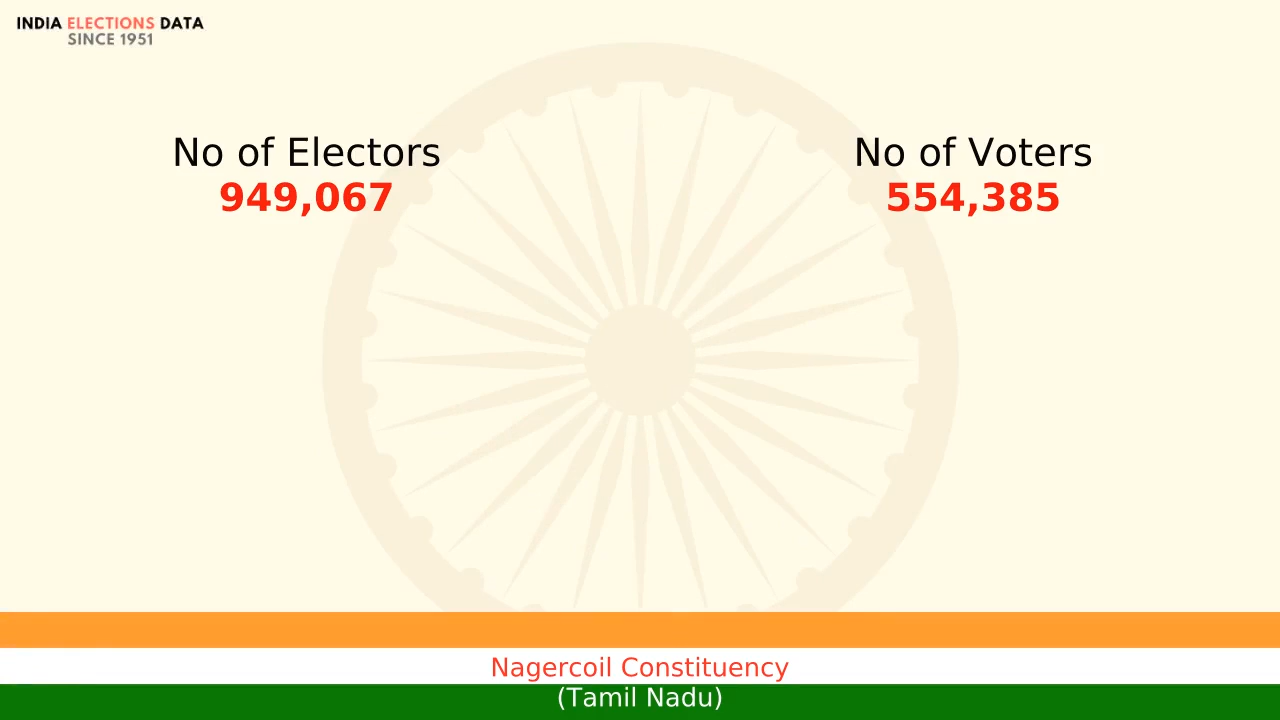 INDIA ELECTIONS DATA
SINCE 1951
No of Electors
949,067
No of Voters
554,385
Nagercoil Constituency
(Tamil Nadu)